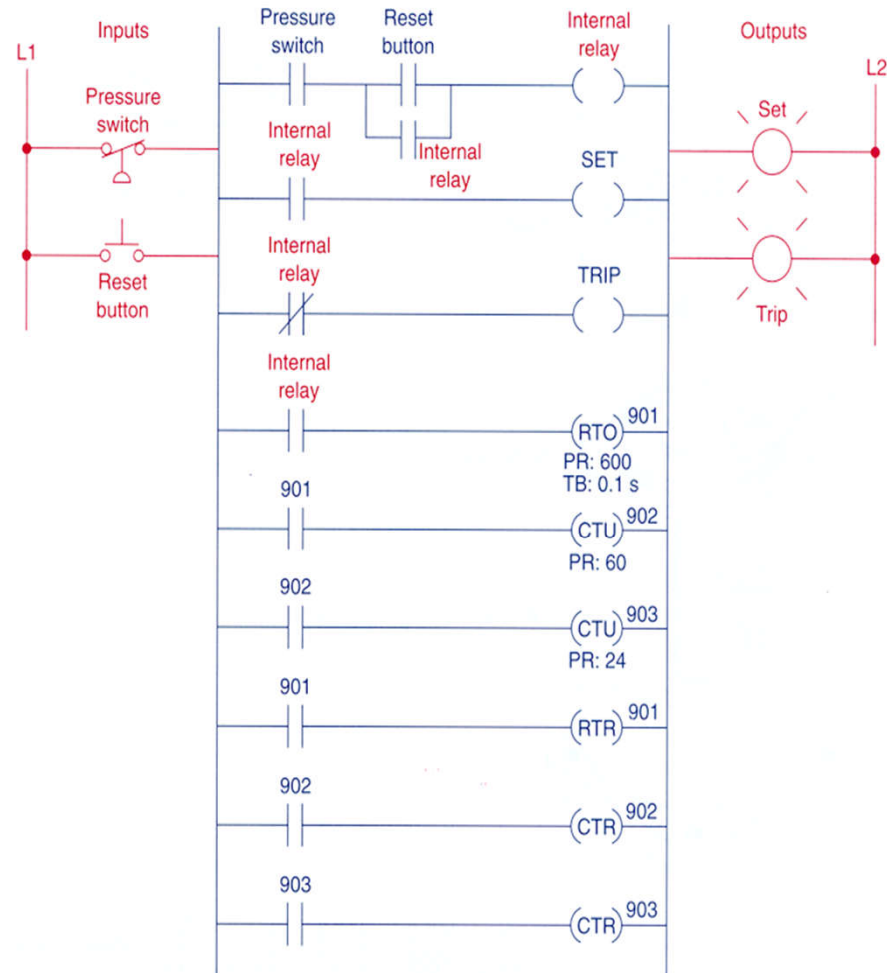 Inputs
L1
Pressure
switch
Reset
button
Pressure
switch
Reset
button
Internal
relay
Internal
relay
Internal
relay
SET
Internal
relay
TRIP
Internal
relay
RTO
901
PR: 600
TB: 0.1 s
901
CTU
902
PR: 60
902
CTU
903
PR: 24
901
RTR
901
902
CTR
902
903
CTR
903
Outputs
L2
Set
Trip